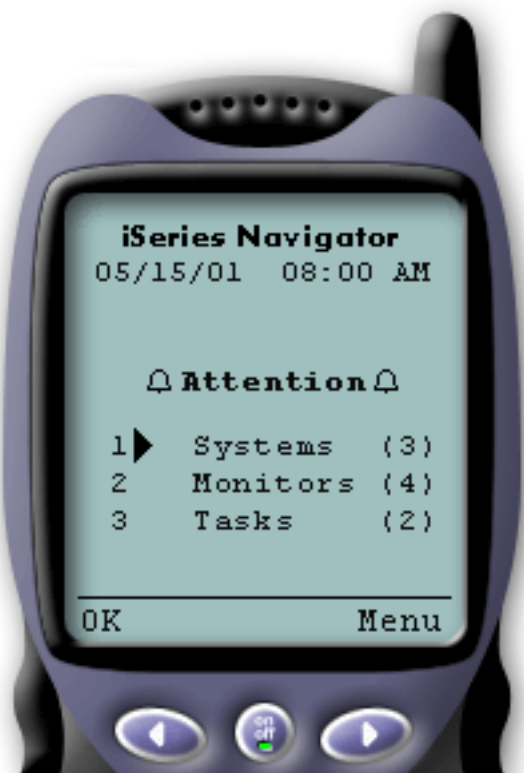 iSeries Navigator
05/15/01 08:00 AM
Attention
1 Systems (3)
2 Monitors (4)
3 Tasks (2)
OK Menu
on
off